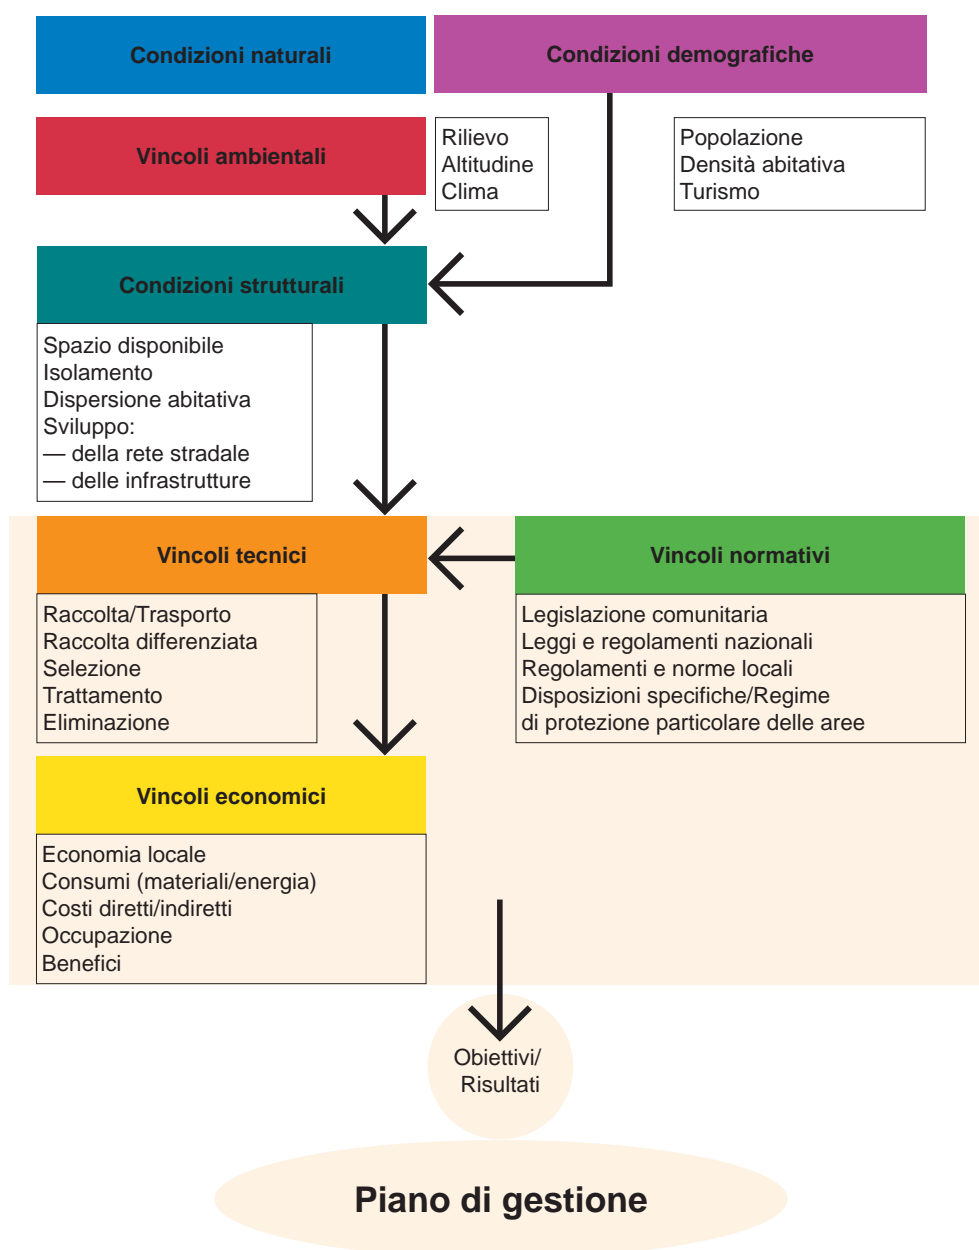 Condizioni naturali
Condizioni demografiche
Vincoli ambientali
Rilievo
Altitudine
Clima
Popolazione
Densità abitativa
Turismo
Condizioni strutturali
Spazio disponibile
Isolamento
Dispersione abitativa
Sviluppo:
— della rete stradale
— delle infrastrutture
Vincoli tecnici
Vincoli normativi
Raccolta/Trasporto
Raccolta differenziata
Selezione
Trattamento
Eliminazione
Legislazione comunitaria
Leggi e regolamenti nazionali
Regolamenti e norme locali
Disposizioni specifiche/Regime
di protezione particolare delle aree
Vincoli economici
Economia locale
Consumi (materiali/energia)
Costi diretti/indiretti
Occupazione
Benefici
Obiettivi/
Risultati
Piano di gestione